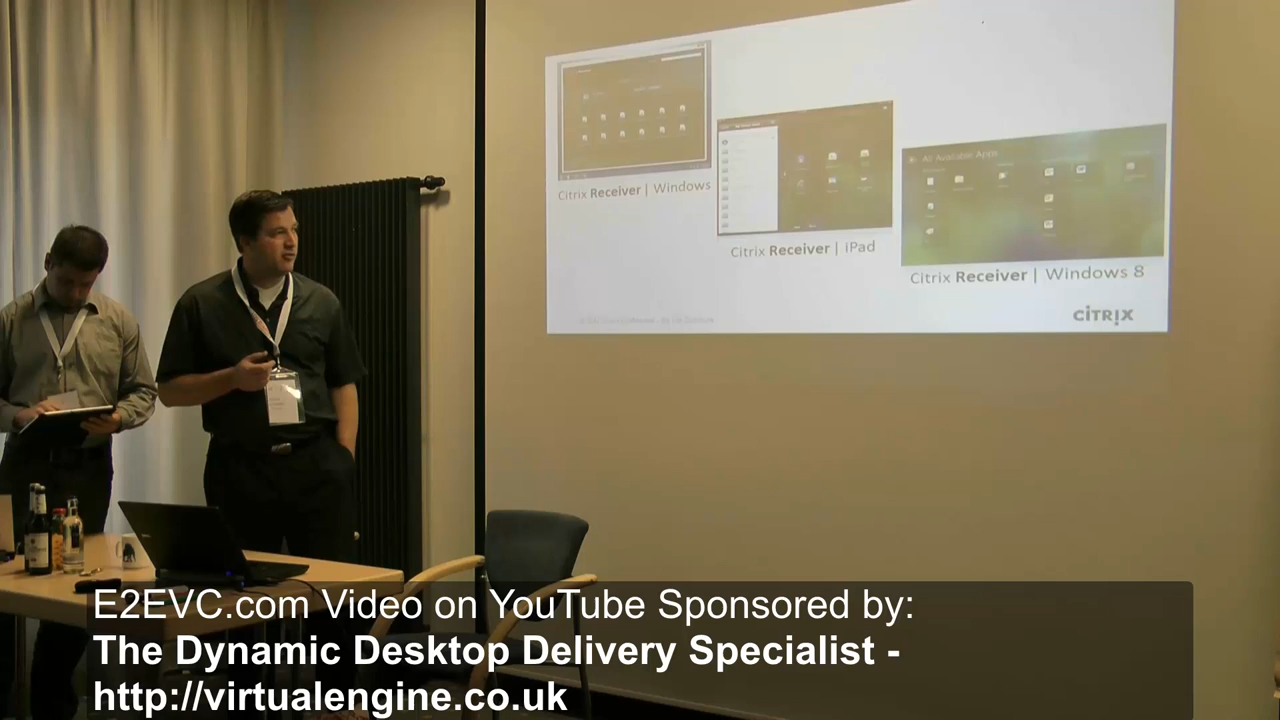 All Available Apps
Citrix Receiver | Windows
Citrix Receiver | iPad
Citrix Receiver | Windows 8
CITRIX
E2EVC.com Video on YouTube Sponsored by:
The Dynamic Desktop Delivery Specialist -
http://virtualengine.co.uk